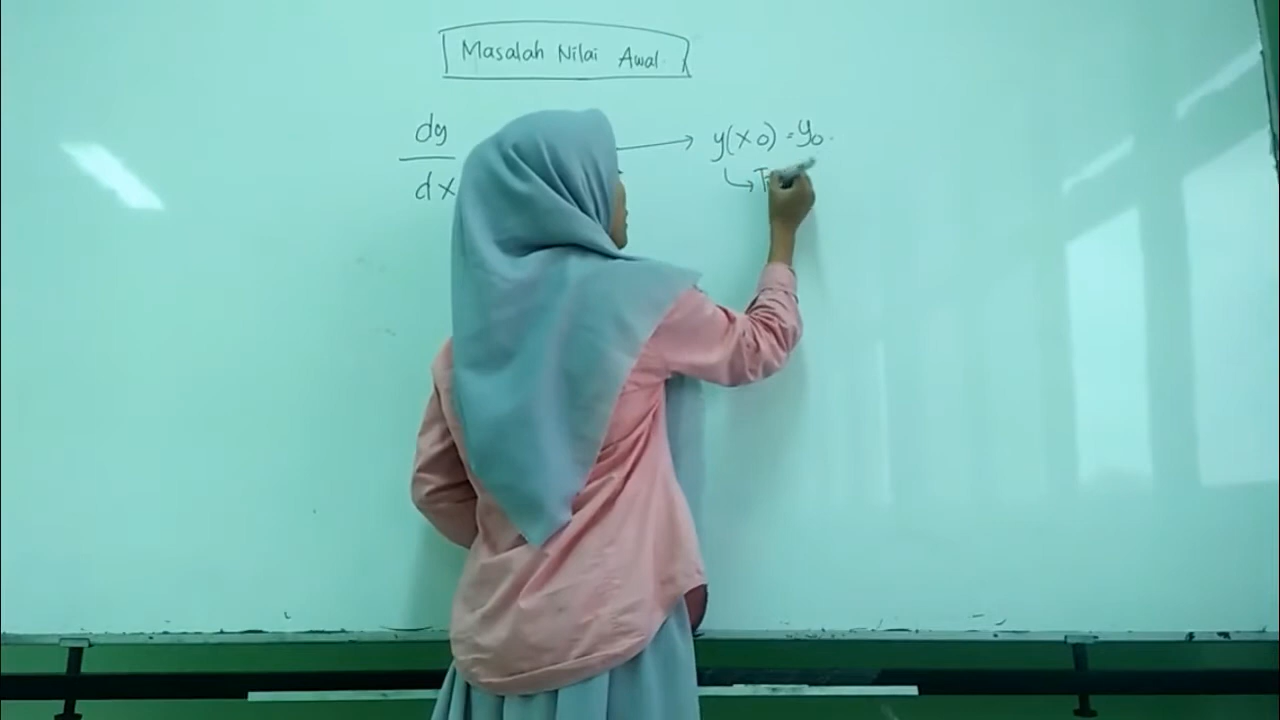 Masalah Nilai Awal.
dy
dx
→ y(x0) = y0.
↳